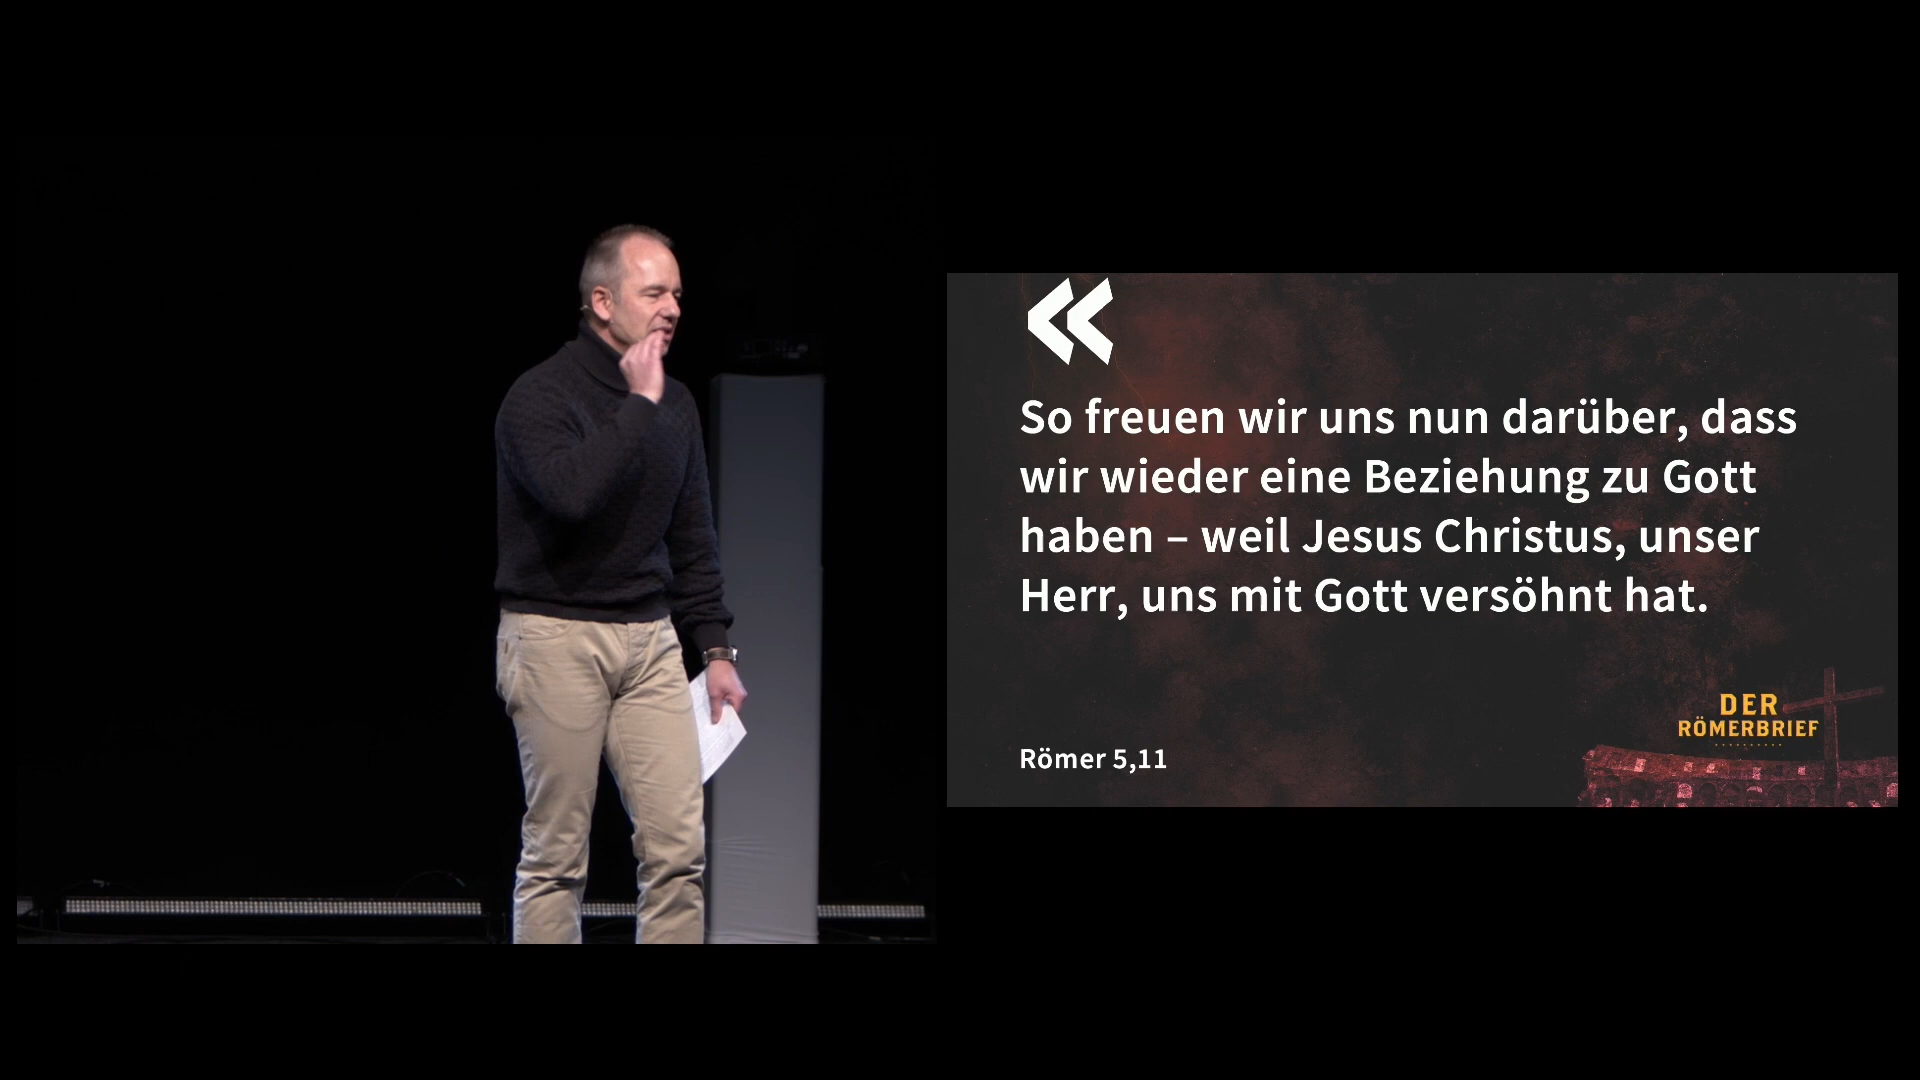 «
So freuen wir uns nun darüber, dass
wir wieder eine Beziehung zu Gott
haben – weil Jesus Christus, unser
Herr, uns mit Gott versöhnt hat.
DER
RÖMERBRIEF
Römer 5,11